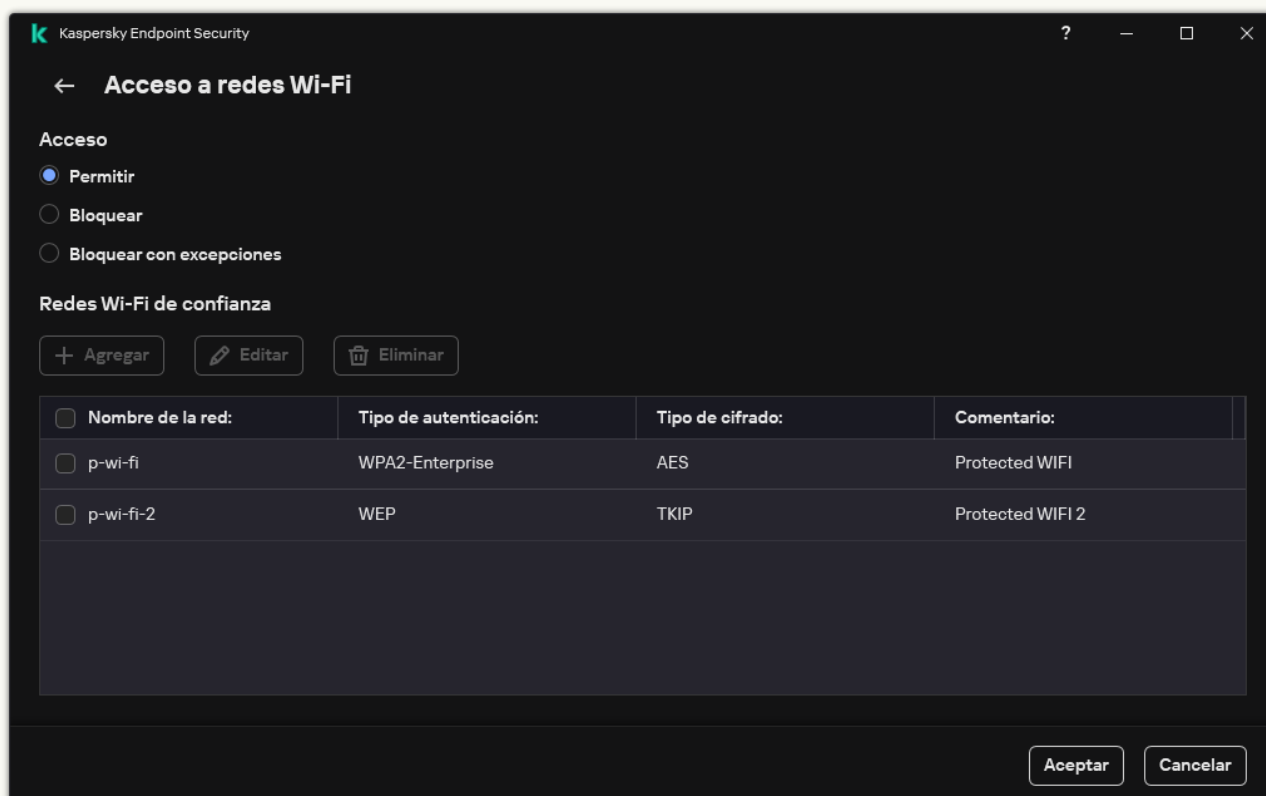 Kaspersky Endpoint Security ?
Acceso a redes Wi-Fi
Acceso
Permitir
Bloquear
Bloquear con excepciones
Redes Wi-Fi de confianza
Agregar Editar Eliminar
Nombre de la red: Tipo de autenticación: Tipo de cifrado: Comentario:
p-wi-fi WPA2-Enterprise AES Protected WIFI
p-wi-fi-2 WEP TKIP Protected WIFI 2
Aceptar Cancelar